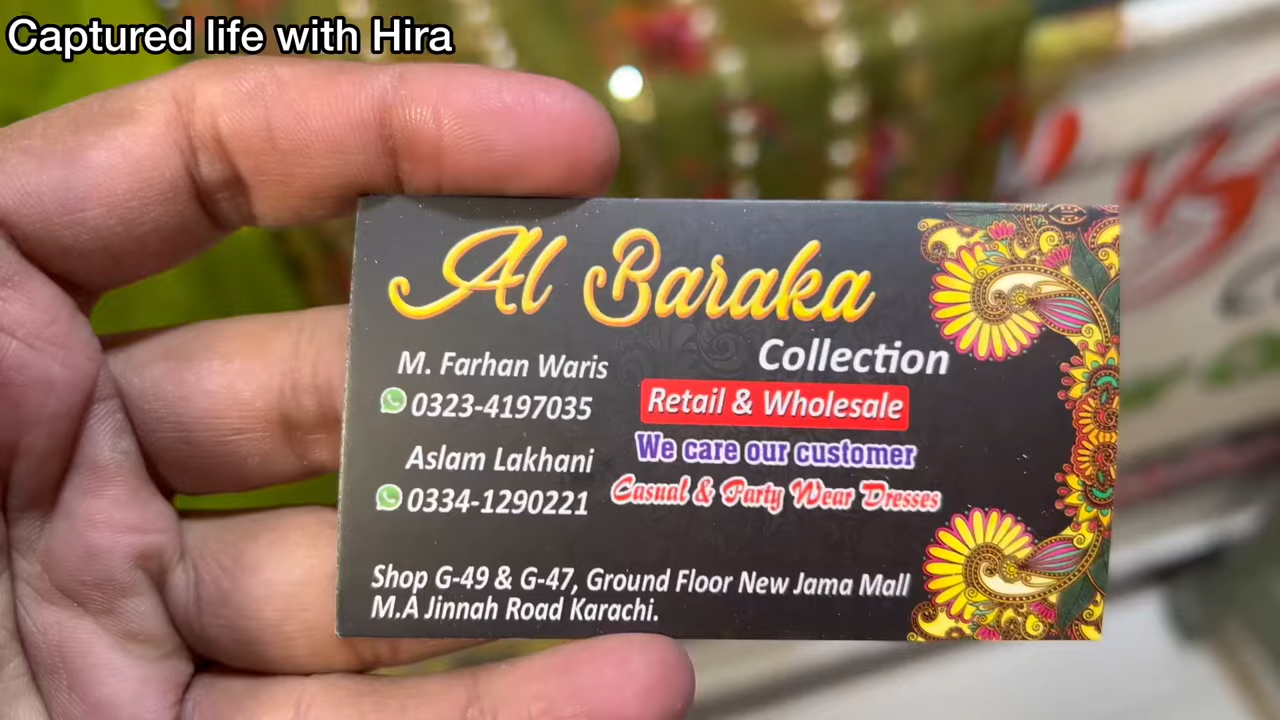 Captured life with Hira
Al Baraka
Collection
M. Farhan Waris
0323-4197035
Aslam Lakhani
0334-1290221
Retail & Wholesale
We care our customer
Casual & Party Wear Dresses
Shop G-49 & G-47, Ground Floor New Jama Mall
M.A Jinnah Road Karachi.